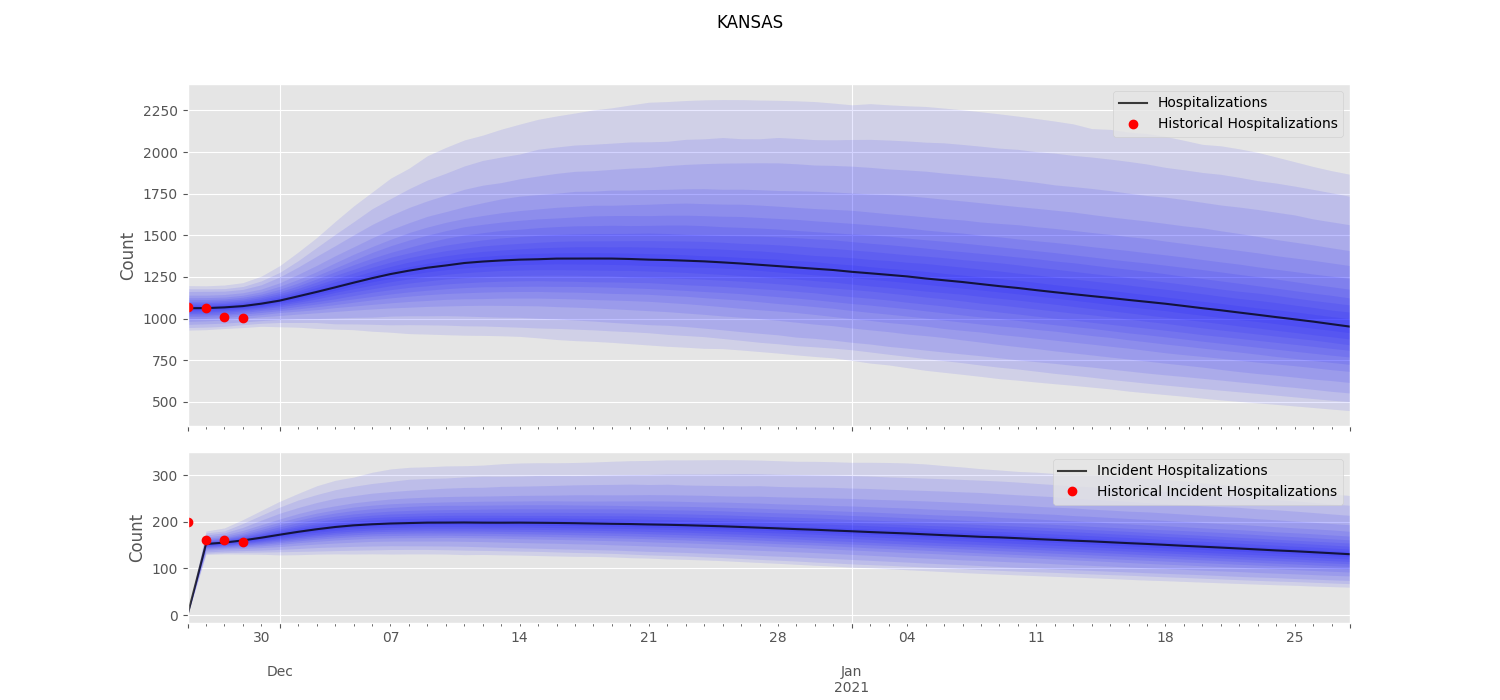 KANSAS
Count
2250
2000
1750
1500
1250
1000
750
500
Hospitalizations
Historical Hospitalizations
Count
300
200
100
0
Incident Hospitalizations
Historical Incident Hospitalizations
30 07 14 21 28 04 11 18 25
Dec Jan
2021